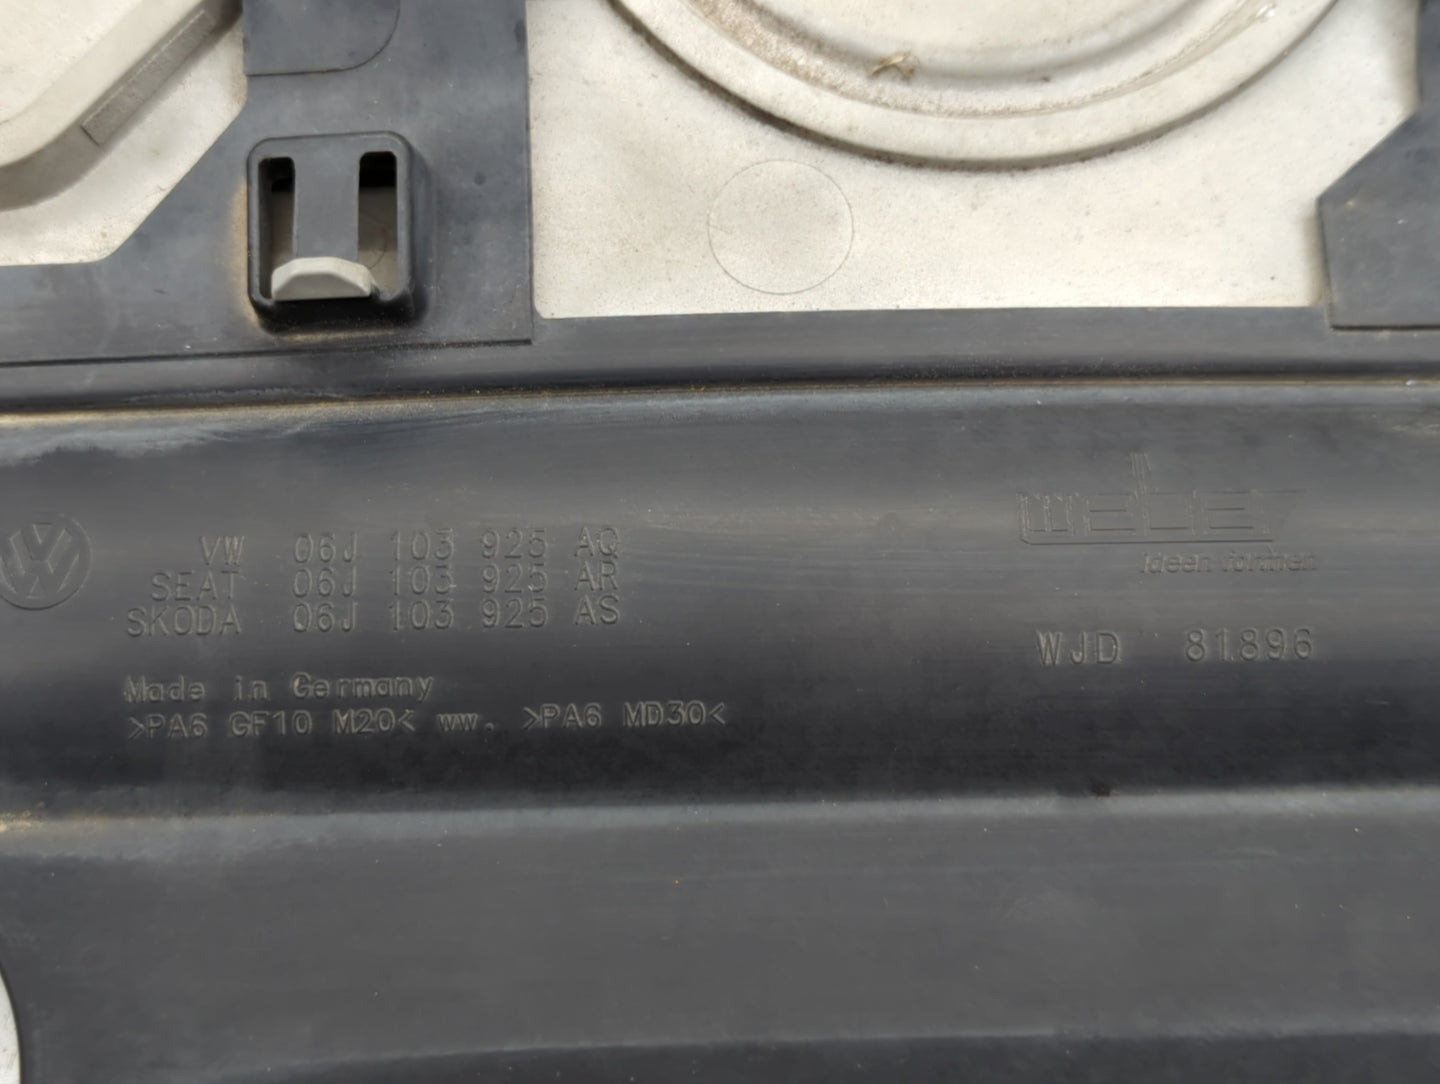 VW 06J 103 925 AQ
SEAT 06J 103 925 AR
SKODA 06J 103 925 AS
Made in Germany
>PA6 GF10 M20< ww. >PA6 MD30<
weber
Ideen formen
WJD 81896